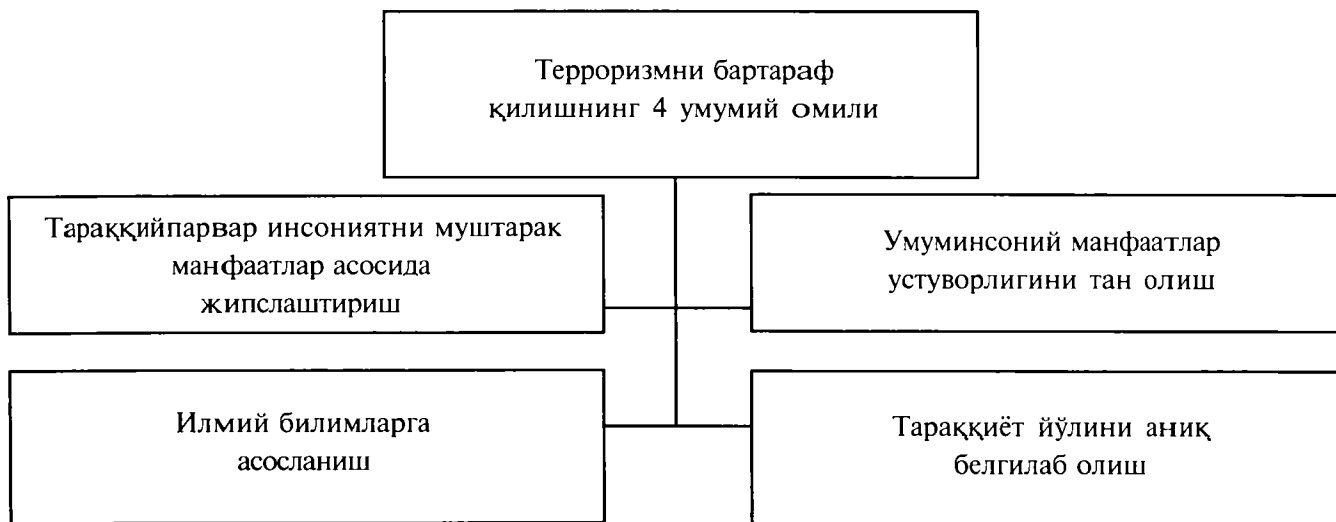 Терроризмни бартараф
қилишнинг 4 умумий омили
Тараққийпарвар инсониятни муштарак
манфаатлар асосида
жипслаштириш
Умуминсоний манфаатлар
устуворлигини тан олиш
Илмий билимларга
асосланиш
Тараққиёт йўлини аниқ
белгилаб олиш